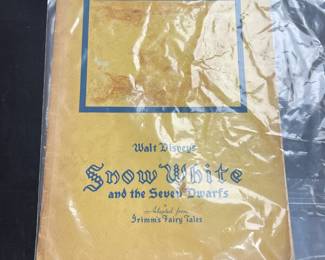 Walt Disney's
Snow White
and the Seven Dwarfs
Adapted from
Grimm's Fairy Tales